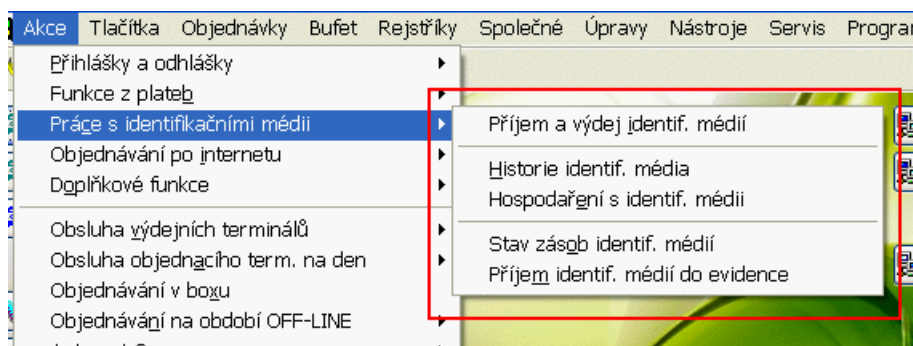 Akce Tlačítka Objednávky Bufet Rejstříky Společné Úpravy Nástroje Servis
Přihlášky a odhlášky
Funkce z plateb
Práce s identifikačními médii
Příjem a výdej identif. médií
Objednávání po internetu
Historie identif. média
Doplňkové funkce
Hospodaření s identif. médii
Obsluha výdejních terminálů
Stav zásob identif. médií
Obsluha objednacího term. na den
Příjem identif. médií do evidence
Objednávání v boxu
Objednávání na období OFF-LINE